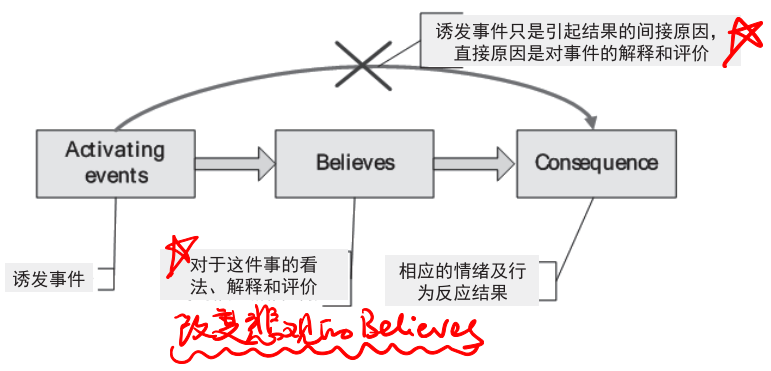 诱发事件只是引起结果的间接原因，
直接原因是对事件的解释和评价
Activating
events
Believes
Consequence
诱发事件
对于这件事的看
法、解释和评价
相应的情绪及行
为反应结果
改变悲观的Believes